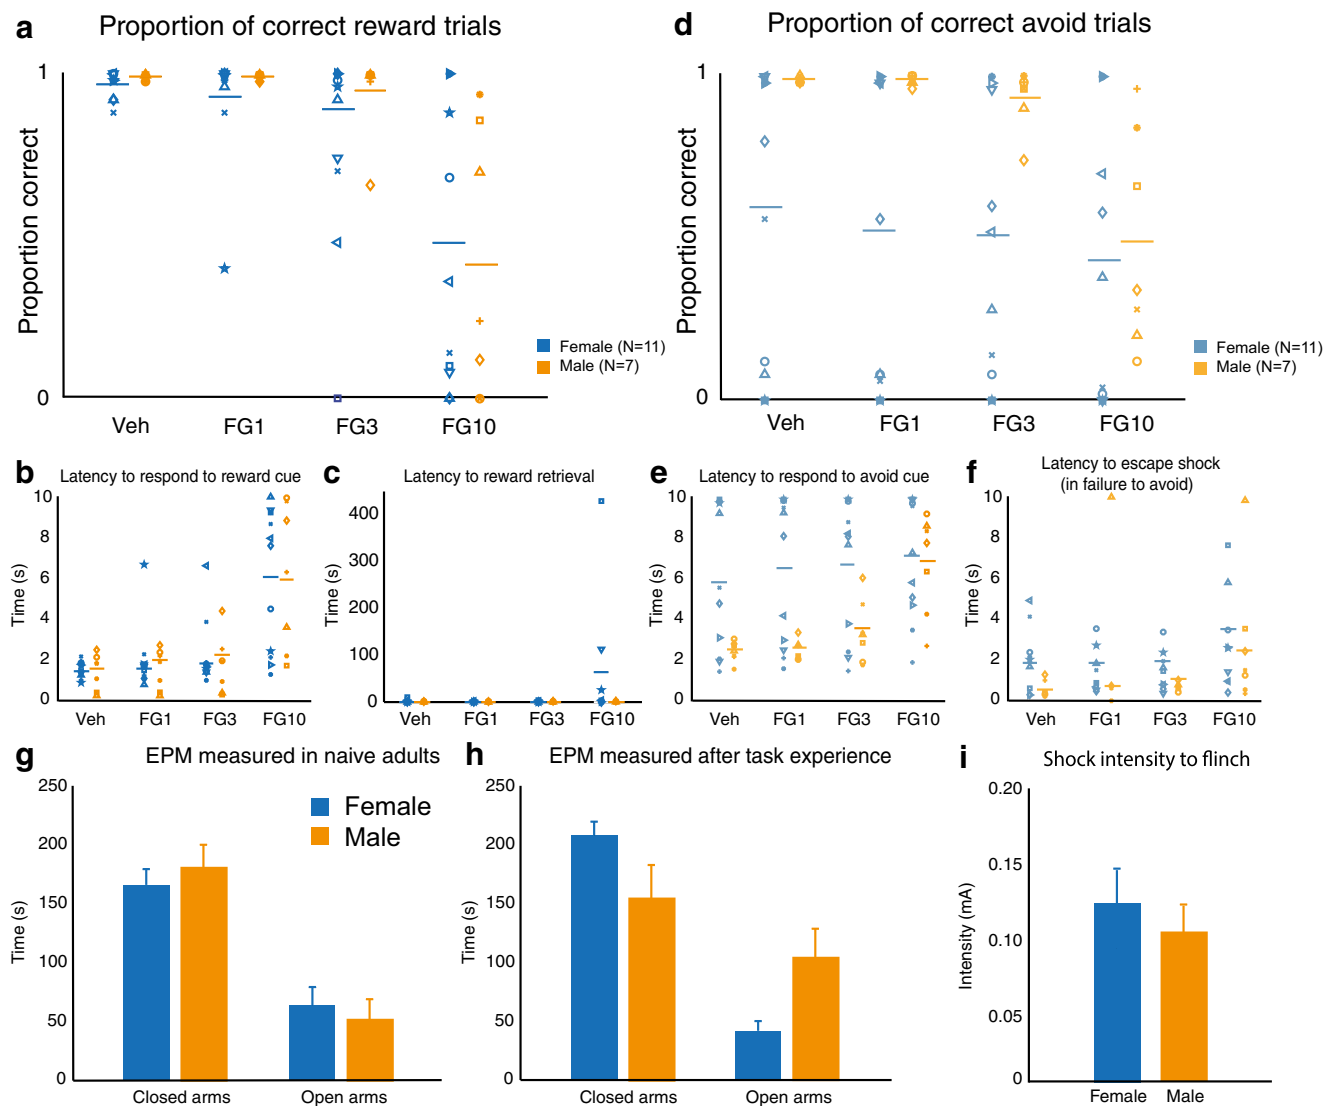 a Proportion of correct reward trials
Proportion correct
1
0
Veh FG1 FG3 FG10
Female (N=11)
Male (N=7)
d Proportion of correct avoid trials
Proportion correct
1
0
Veh FG1 FG3 FG10
Female (N=11)
Male (N=7)
b Latency to respond to reward cue
Time (s)
10
8
6
4
2
0
Veh FG1 FG3 FG10
c Latency to reward retrieval
Time (s)
400
300
200
100
0
Veh FG1 FG3 FG10
e Latency to respond to avoid cue
Time (s)
10
8
6
4
2
0
Veh FG1 FG3 FG10
f Latency to escape shock
(in failure to avoid)
Time (s)
10
8
6
4
2
0
Veh FG1 FG3 FG10
g EPM measured in naive adults
Time (s)
250
200
150
100
50
0
Female
Male
Closed arms Open arms
h EPM measured after task experience
Time (s)
250
200
150
100
50
0
Closed arms Open arms
i Shock intensity to flinch
Intensity (mA)
0.20
0.15
0.10
0.05
0
Female Male